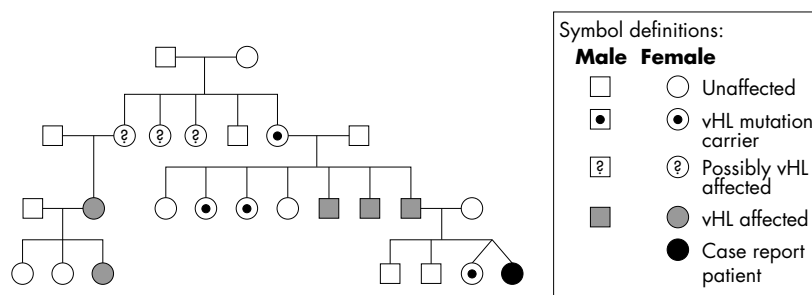 Symbol definitions:
Male Female
Unaffected
vHL mutation
carrier
? ? ?
? ? Possibly vHL
affected
vHL affected
Case report
patient